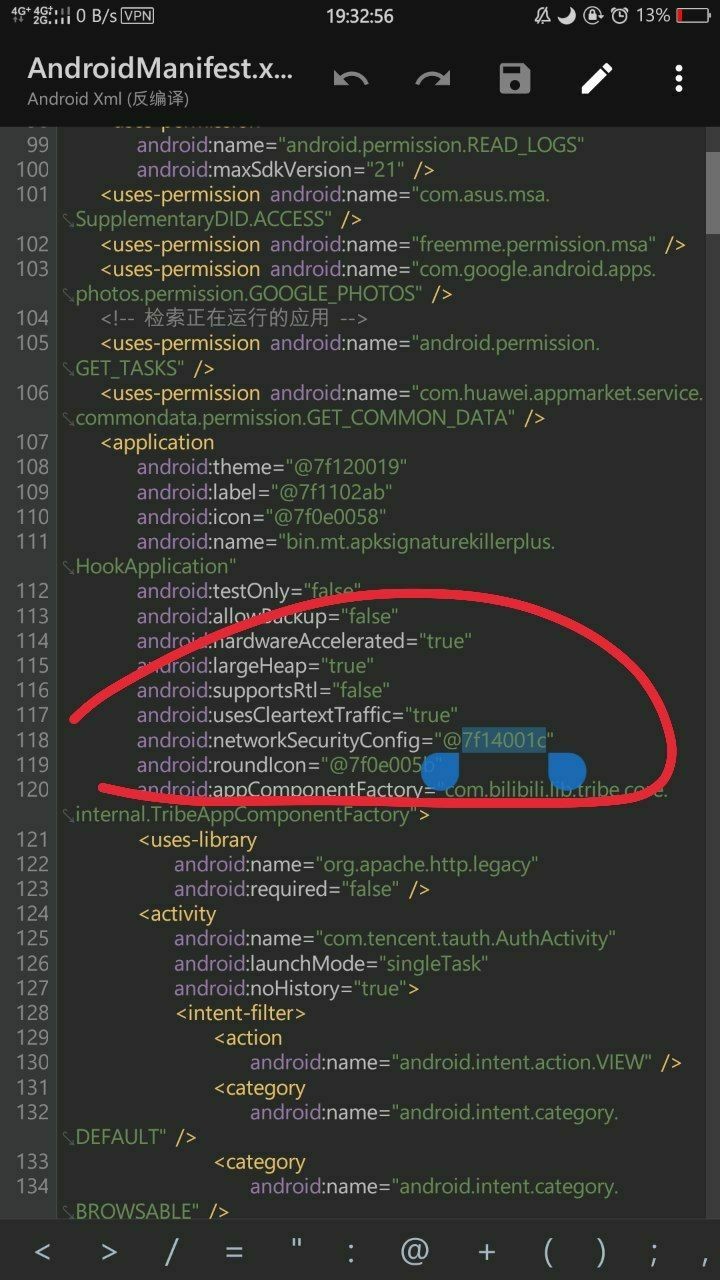 4G+ 4G+ 2G 0 B/s VPN 19:32:56 13%
AndroidManifest.x...
Android Xml (反编译)
99 android:name="android.permission.READ_LOGS"
100 android:maxSdkVersion="21" />
101 <uses-permission android:name="com.asus.msa.
SupplementaryDID.ACCESS" />
102 <uses-permission android:name="freemme.permission.msa" />
103 <uses-permission android:name="com.google.android.apps.
photos.permission.GOOGLE_PHOTOS" />
104 <!-- 检索正在运行的应用 -->
105 <uses-permission android:name="android.permission.
GET_TASKS" />
106 <uses-permission android:name="com.huawei.appmarket.service.
commondata.permission.GET_COMMON_DATA" />
107 <application
108 android:theme="@7f120019"
109 android:label="@7f1102ab"
110 android:icon="@7f0e0058"
111 android:name="bin.mt.apksignaturekillerplus.
HookApplication"
112 android:testOnly="false"
113 android:allowBackup="false"
114 android:hardwareAccelerated="true"
115 android:largeHeap="true"
116 android:supportsRtl="false"
117 android:usesCleartextTraffic="true"
118 android:networkSecurityConfig="@7f14001c"
119 android:roundIcon="@7f0e005b"
120 android:appComponentFactory="com.bilibili.lib.tribe.core.
internal.TribeAppComponentFactory">
121 <uses-library
122 android:name="org.apache.http.legacy"
123 android:required="false" />
124 <activity
125 android:name="com.tencent.tauth.AuthActivity"
126 android:launchMode="singleTask"
127 android:noHistory="true">
128 <intent-filter>
129 <action
130 android:name="android.intent.action.VIEW" />
131 <category
132 android:name="android.intent.category.
DEFAULT" />
133 <category
134 android:name="android.intent.category.
BROWSABLE" />
< > / = " : @ + ( ) ; ,